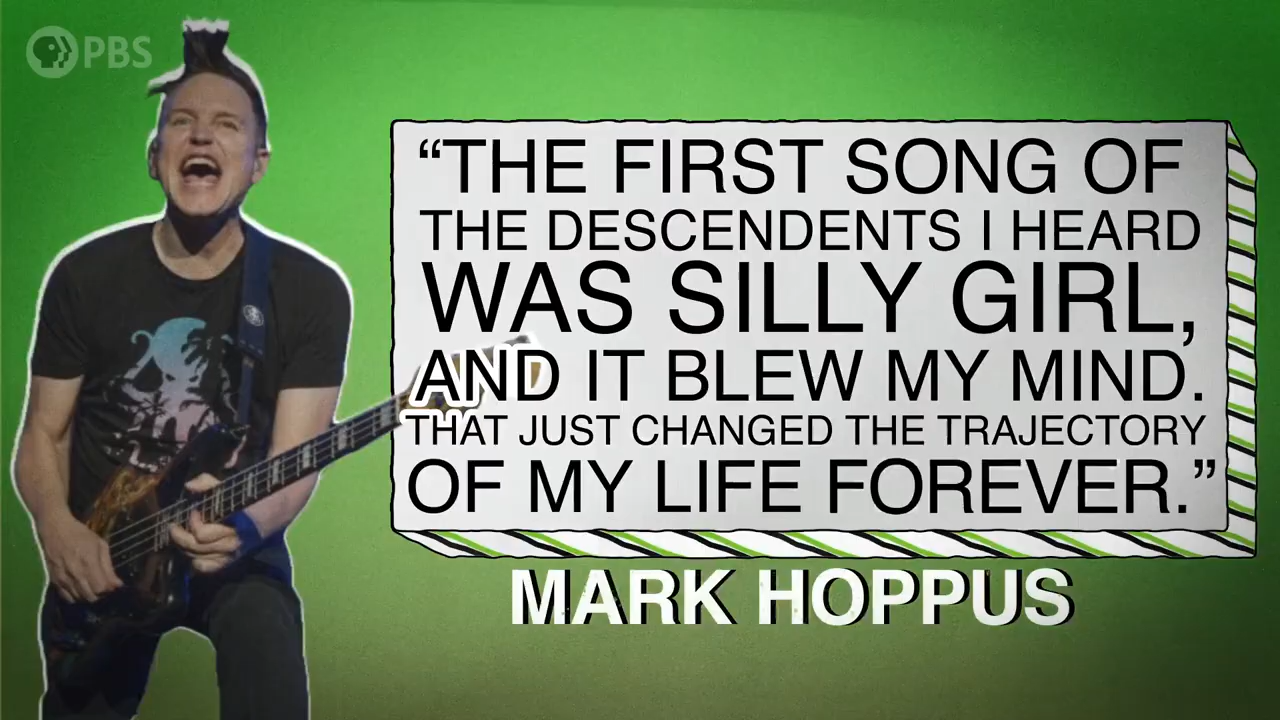 PBS
“THE FIRST SONG OF
THE DESCENDENTS I HEARD
WAS SILLY GIRL,
AND IT BLEW MY MIND.
THAT JUST CHANGED THE TRAJECTORY
OF MY LIFE FOREVER.”
MARK HOPPUS